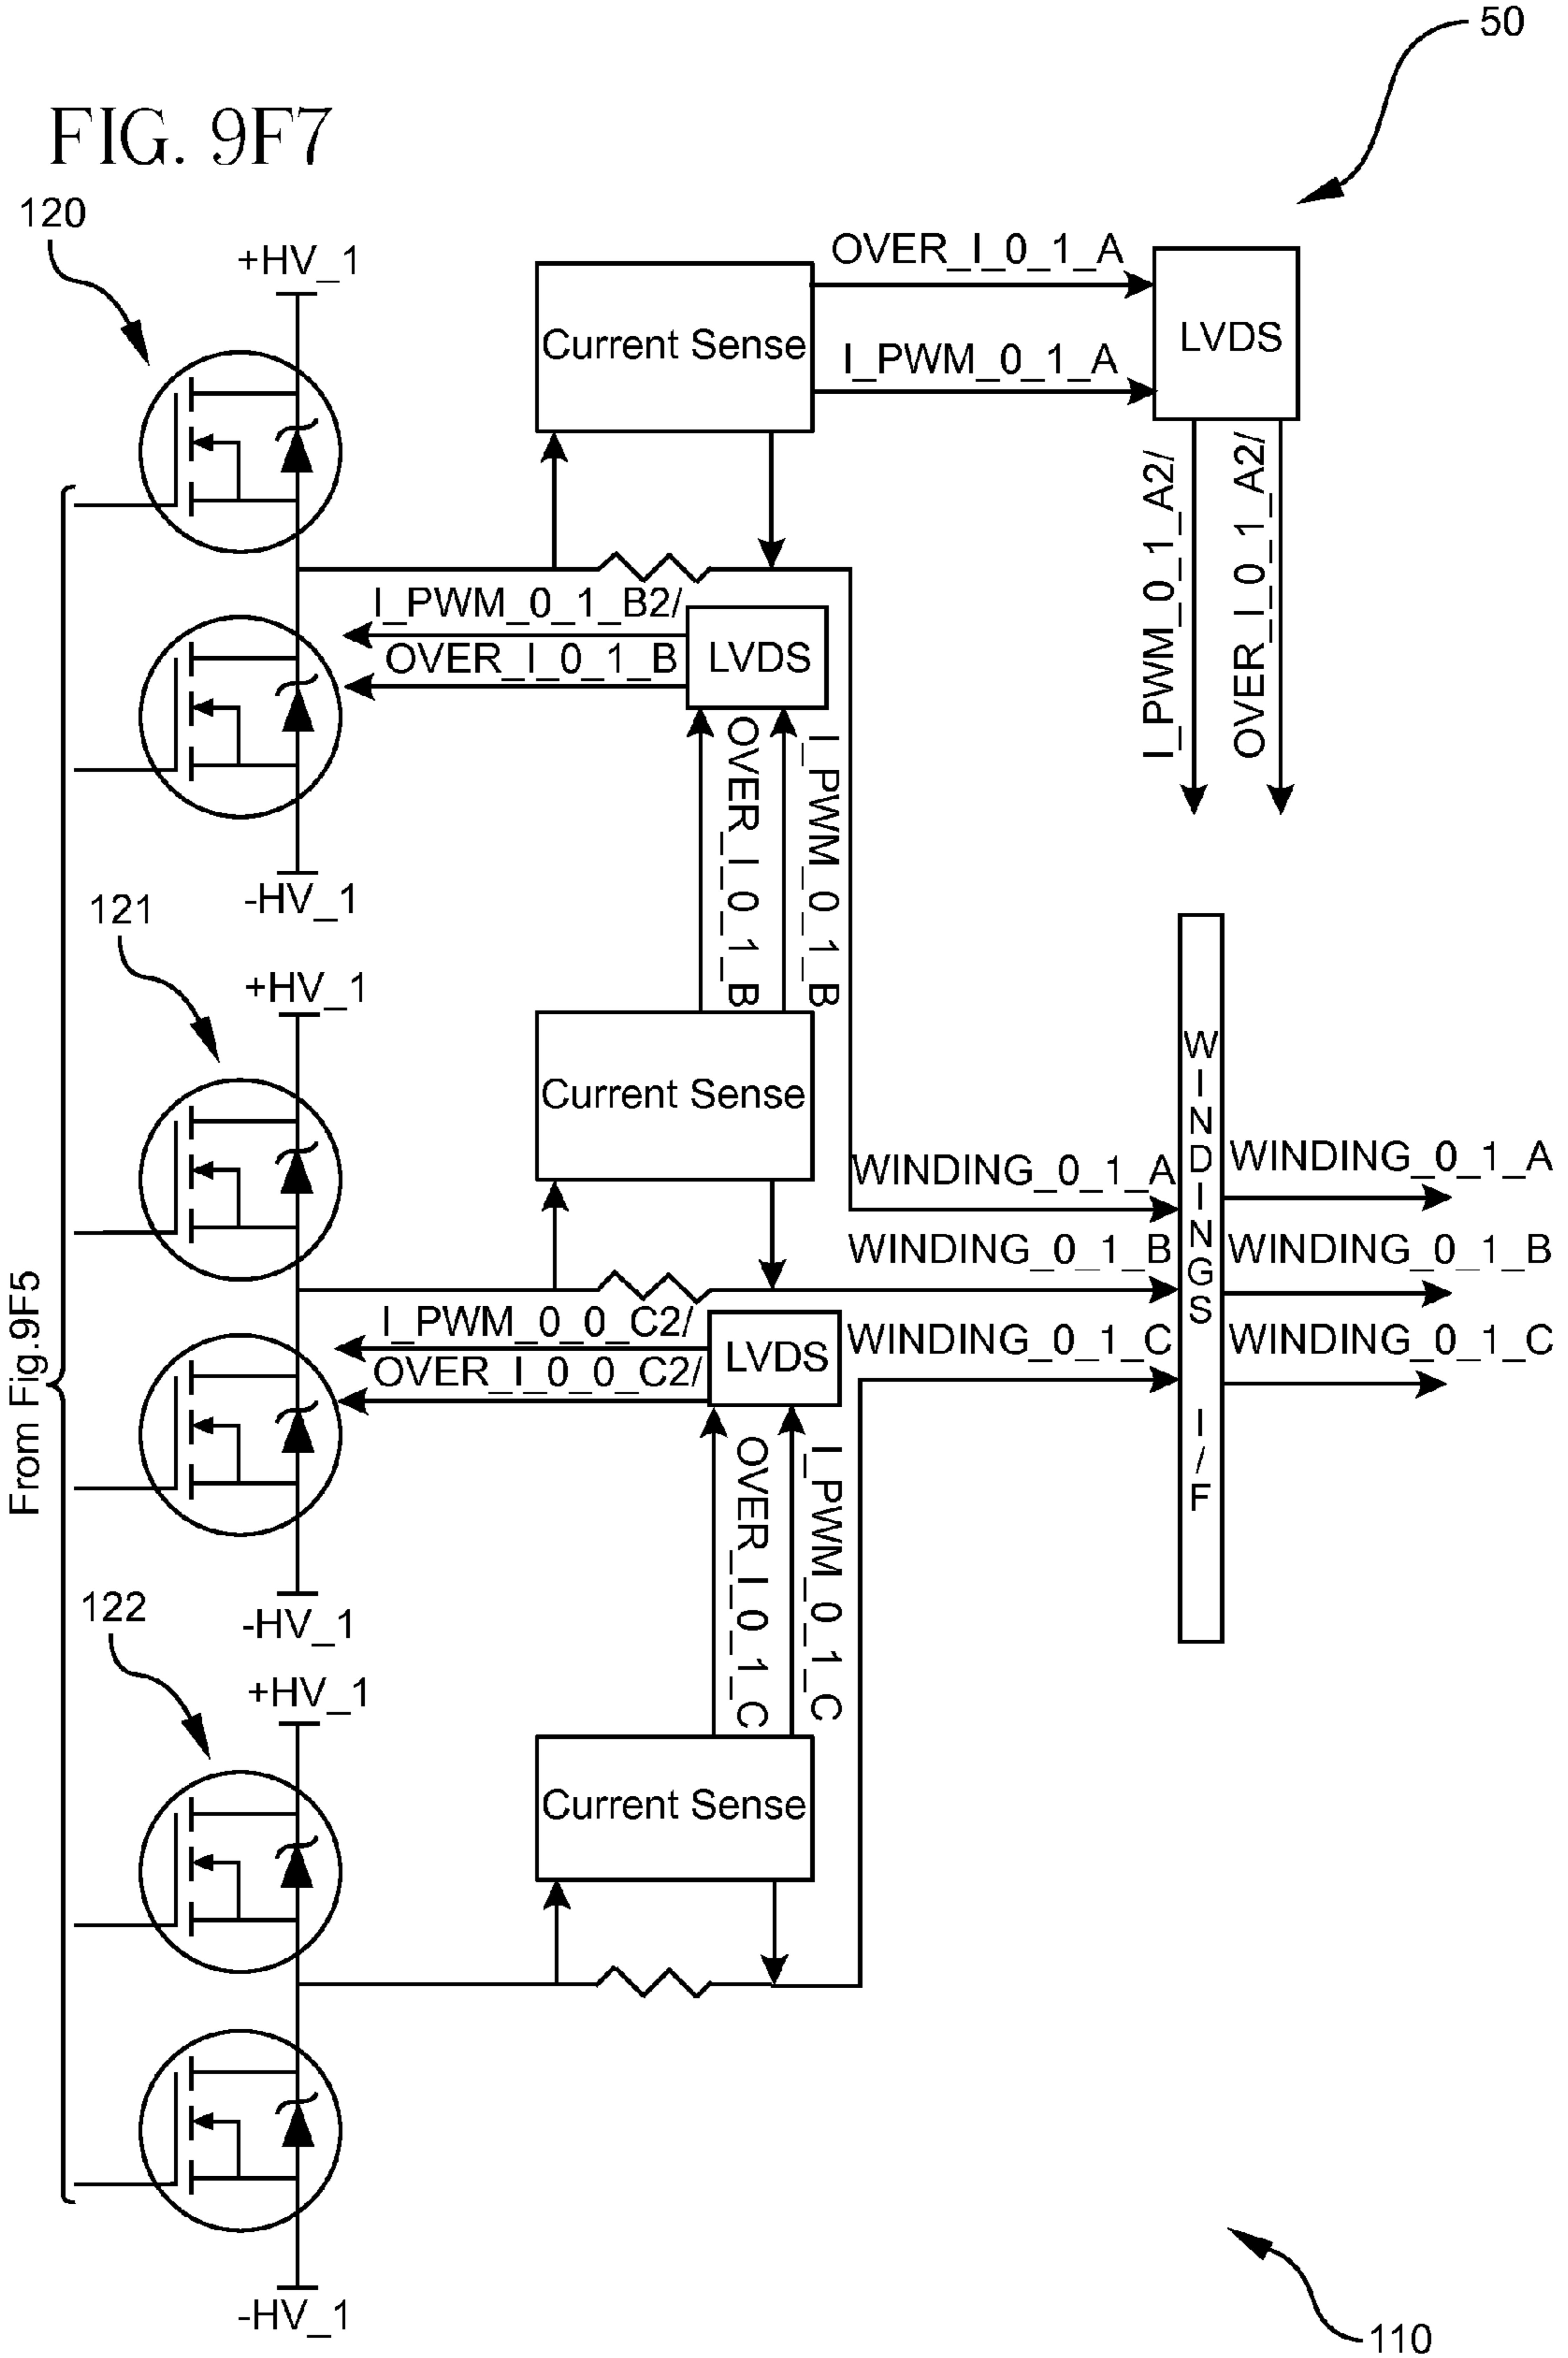 50
FIG. 9F7
120
+HV_1
OVER_I_0_1_A
Current Sense
LVDS
I_PWM_0_1_A
I_PWM_0_1_A2/
OVER_I_0_1_A2/
I_PWM_0_1_B2/
OVER_I_0_1_B
LVDS
OVER_I_0_1_B
I_PWM_0_1_B
-HV_1
121
+HV_1
Current Sense
WINDINGS I/F
WINDING_0_1_A
WINDING_0_1_A
WINDING_0_1_B
WINDING_0_1_B
WINDING_0_1_C
WINDING_0_1_C
I_PWM_0_0_C2/
OVER_I_0_0_C2/
LVDS
From Fig.9F5
OVER_I_0_1_C
I_PWM_0_1_C
-HV_1
122
+HV_1
Current Sense
-HV_1
110